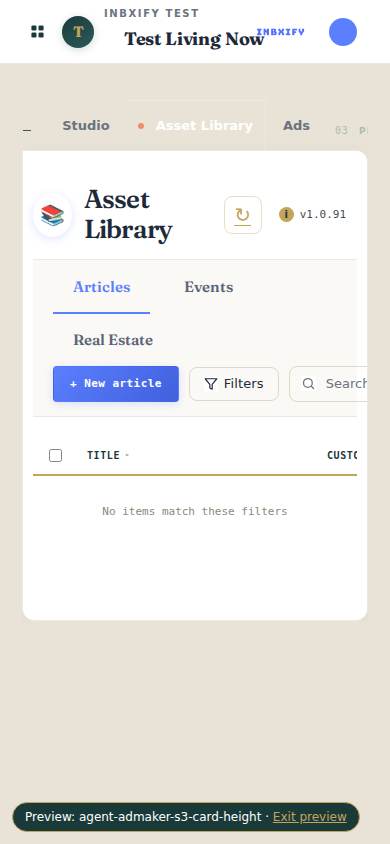 INBXIFY TEST
T
Test Living Now
INBXIFY
Studio
Asset Library
Ads
03
Asset
Library
↻
i
v1.0.91
Articles
Events
Real Estate
+ New article
Filters
Search
TITLE
No items match these filters
Preview: agent-admaker-s3-card-height · Exit preview